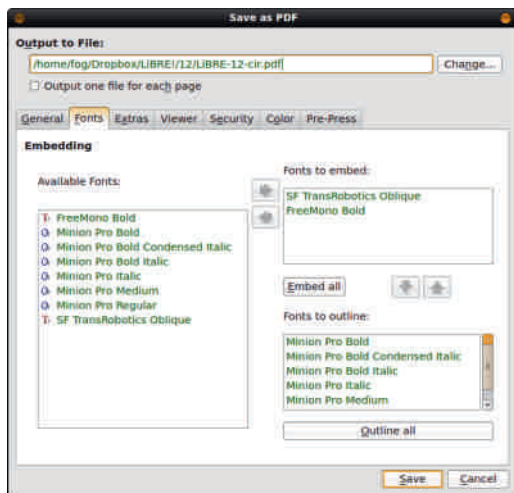 Save as PDF
Output to File:
/home/fog/Dropbox/LiBRE!/12/LiBRE-12-cir.pdf
Change...
Output one file for each page
General Fonts Extras Viewer Security Color Pre-Press
Embedding
Available Fonts:
FreeMono Bold
Minion Pro Bold
Minion Pro Bold Condensed Italic
Minion Pro Bold Italic
Minion Pro Italic
Minion Pro Medium
Minion Pro Regular
SF TransRobotics Oblique
Fonts to embed:
SF TransRobotics Oblique
FreeMono Bold
Embed all
Fonts to outline:
Minion Pro Bold
Minion Pro Bold Condensed Italic
Minion Pro Bold Italic
Minion Pro Italic
Minion Pro Medium
Outline all
Save
Cancel